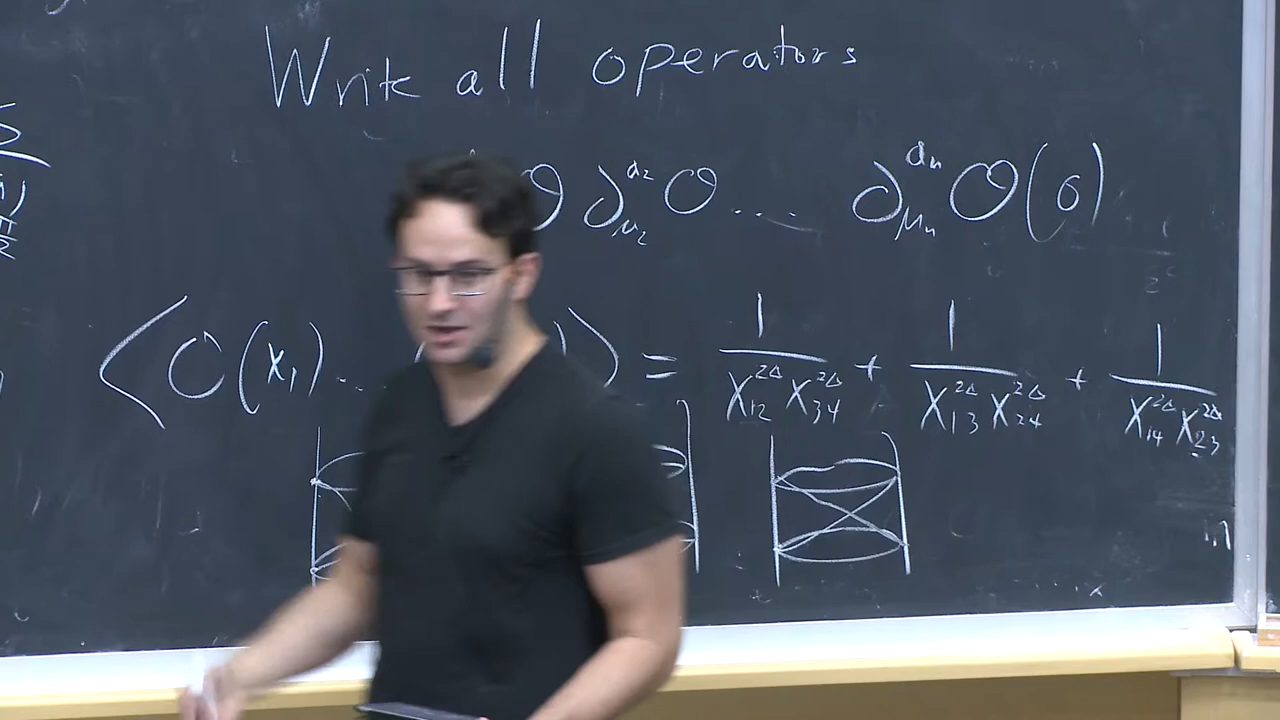 Write all operators
O ∂_{μ_2}^{a_2} O .... ∂_{μ_n}^{a_n} O(0)
⟨O(x_1)... )⟩ = 1/(x_{12}^{2Δ} x_{34}^{2Δ}) + 1/(x_{13}^{2Δ} x_{24}^{2Δ}) + 1/(x_{14}^{2Δ} x_{23}^{2Δ})